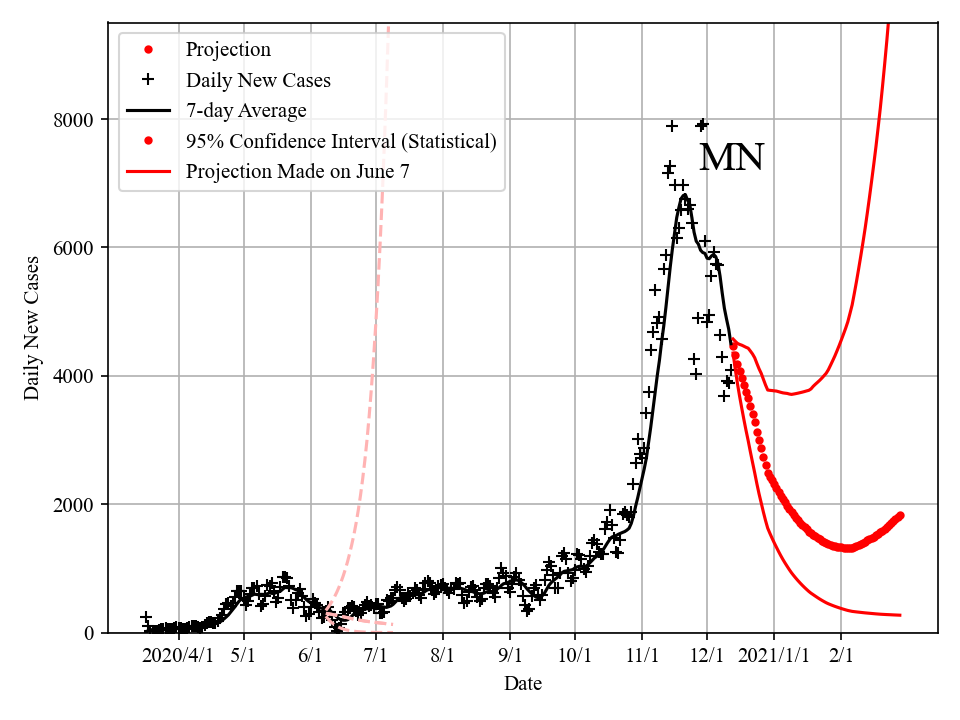 Projection
Daily New Cases
7-day Average
95% Confidence Interval (Statistical)
Projection Made on June 7
MN
Daily New Cases
8000
6000
4000
2000
0
2020/4/1 5/1 6/1 7/1 8/1 9/1 10/1 11/1 12/1 2021/1/1 2/1
Date